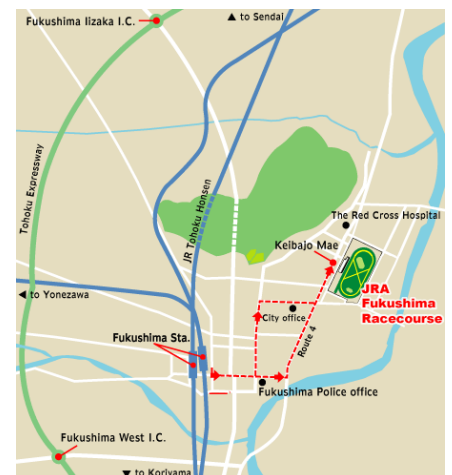 ▲ to Sendai
Fukushima Iizaka I.C.
Tohoku Expressway
JR Tohoku Honsen
The Red Cross Hospital
Keibajo Mae
JRA
Fukushima
Racecourse
◀ to Yonezawa
City office
Route 4
Fukushima Sta.
Fukushima Police office
Fukushima West I.C.
▼ to Koriyama